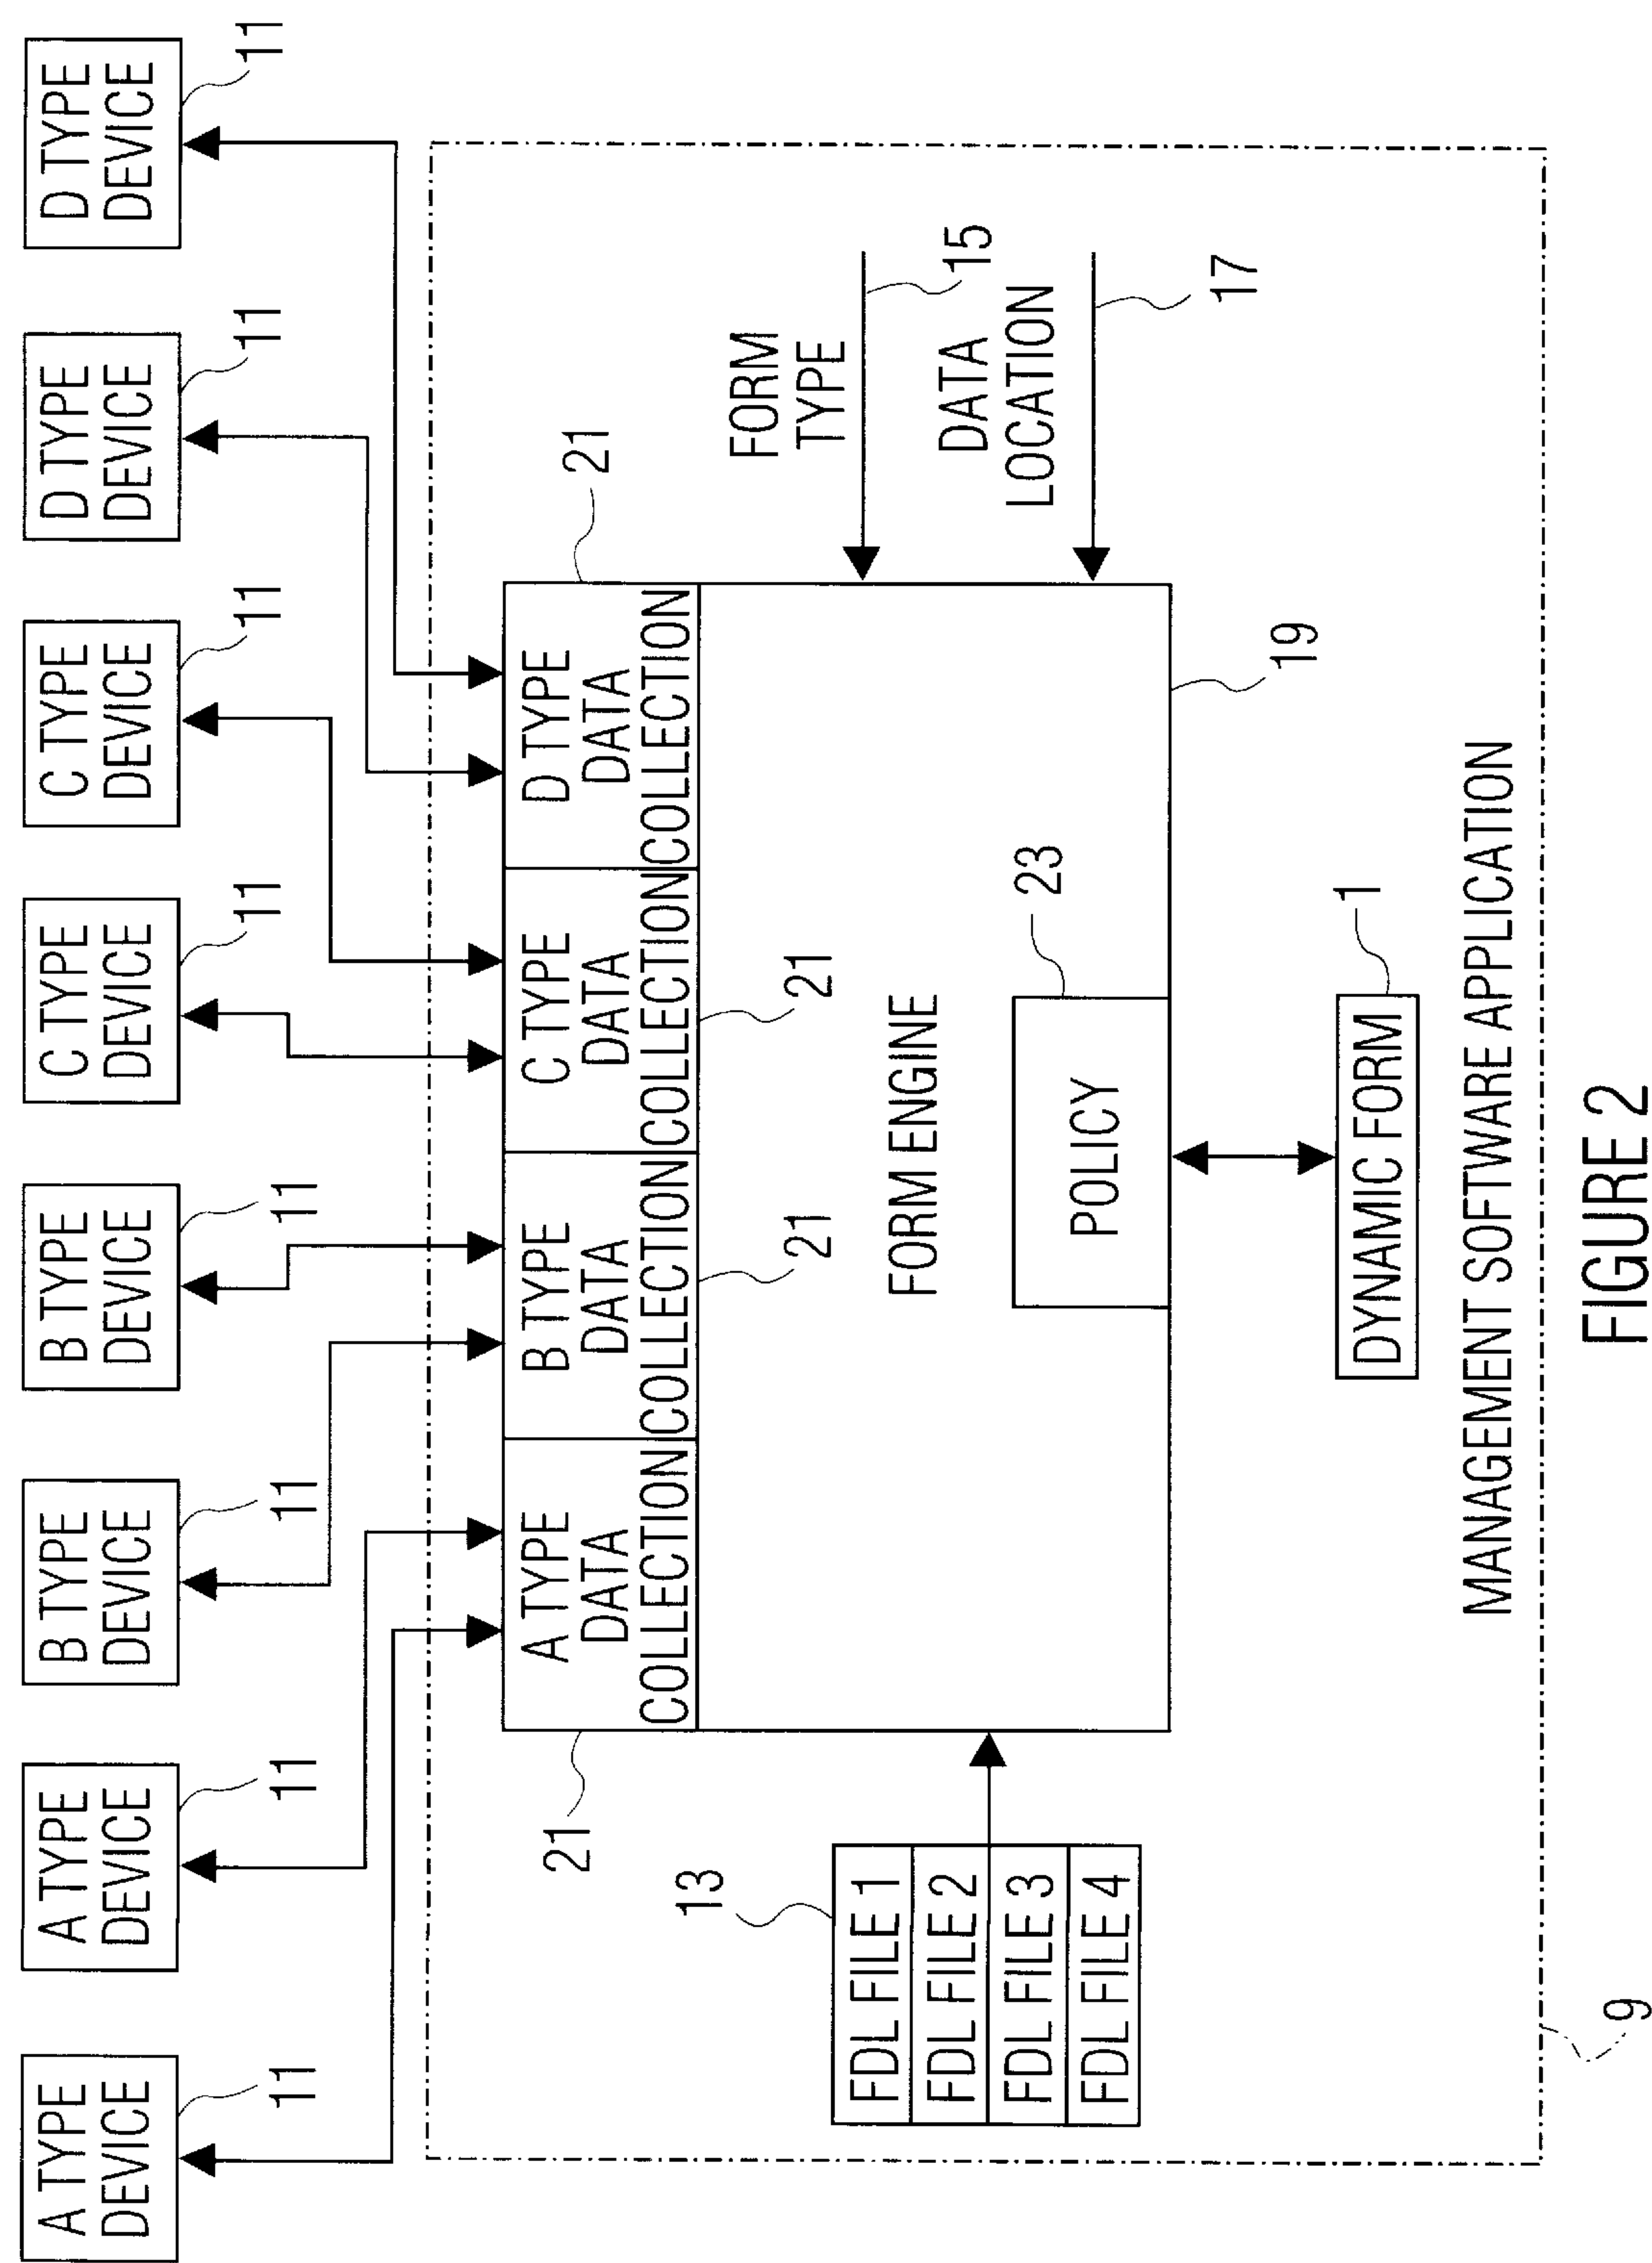 A TYPE
DEVICE
11
A TYPE
DEVICE
11
B TYPE
DEVICE
11
B TYPE
DEVICE
11
C TYPE
DEVICE
11
C TYPE
DEVICE
11
D TYPE
DEVICE
11
D TYPE
DEVICE
11
21
A TYPE
DATA
COLLECTION
B TYPE
DATA
COLLECTION
21
C TYPE
DATA
COLLECTION
21
D TYPE
DATA
COLLECTION
21
13
FDL FILE 1
FDL FILE 2
FDL FILE 3
FDL FILE 4
FORM ENGINE
FORM
TYPE
15
DATA
LOCATION
17
POLICY
23
19
DYNAMIC FORM
1
MANAGEMENT SOFTWARE APPLICATION
9
FIGURE 2